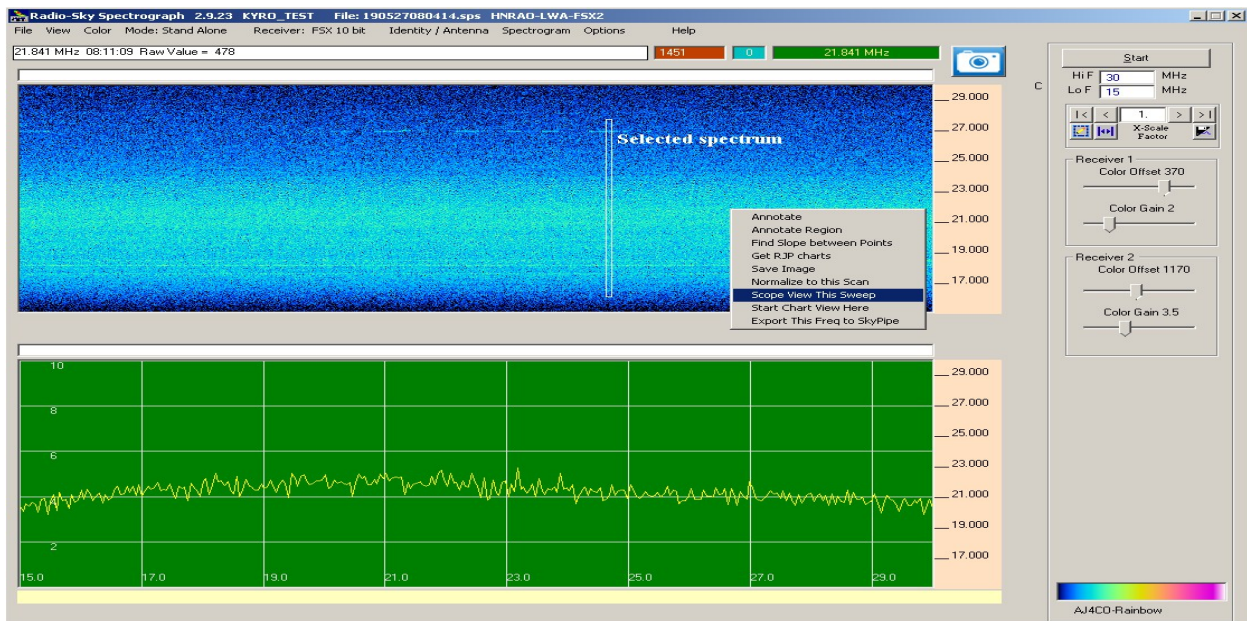 Radio-Sky Spectrograph 2.9.23 KYRO_TEST File: 190527080414.sps HNRAO-LWA-FSX2
File View Color Mode: Stand Alone Receiver: FSX 10 bit Identity / Antenna Spectrogram Options Help
21.841 MHz 08:11:09 Raw Value = 478
1451
0
21.841 MHz
29.000
27.000
25.000
23.000
21.000
19.000
17.000
Selected spectrum
Annotate
Annotate Region
Find Slope between Points
Get RJP charts
Save Image
Normalize to this Scan
Scope View This Sweep
Start Chart View Here
Export This Freq to SkyPipe
10
8
6
4
2
15.0 17.0 19.0 21.0 23.0 25.0 27.0 29.0
29.000
27.000
25.000
23.000
21.000
19.000
17.000
C
Start
Hi F 30 MHz
Lo F 15 MHz
|< < 1. > >|
X-Scale
Factor
Receiver 1
Color Offset 370
Color Gain 2
Receiver 2
Color Offset 1170
Color Gain 3.5
AJ4CO-Rainbow